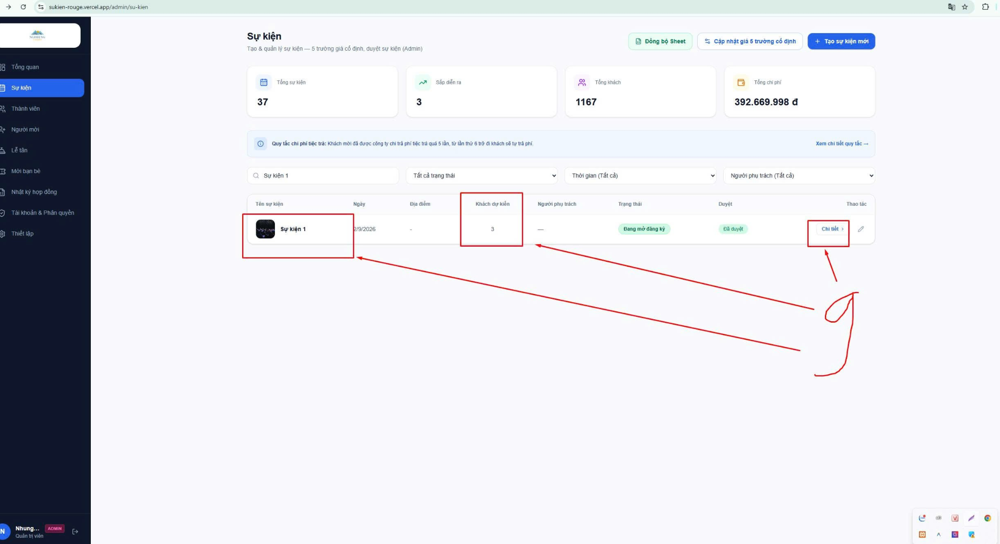 sukien-rouge.vercel.app/admin/su-kien
NGHIENG
Tổng quan
Sự kiện
Thành viên
Người mời
Lễ tân
Mời bạn bè
Nhật ký hợp đồng
Tài khoản & Phân quyền
Thiết lập
N
Nhung...
ADMIN
Quản trị viên
Sự kiện
Tạo & quản lý sự kiện — 5 trường giá cố định, duyệt sự kiện (Admin)
Đồng bộ Sheet
Cập nhật giá 5 trường cố định
+ Tạo sự kiện mới
Tổng sự kiện
37
Sắp diễn ra
3
Tổng khách
1167
Tổng chi phí
392.669.998 đ
Quy tắc chi phí tiệc trà: Khách mời đã được công ty chi trả phí tiệc trà quá 5 lần, từ lần thứ 6 trở đi khách sẽ tự trả phí.
Xem chi tiết quy tắc →
Sự kiện 1
Tất cả trạng thái
Thời gian (Tất cả)
Người phụ trách (Tất cả)
Tên sự kiện Ngày Địa điểm Khách dự kiến Người phụ trách Trạng thái Duyệt Thao tác
Sự kiện 1 2/9/2026 - 3 — Đang mở đăng ký Đã duyệt Chi tiết ›